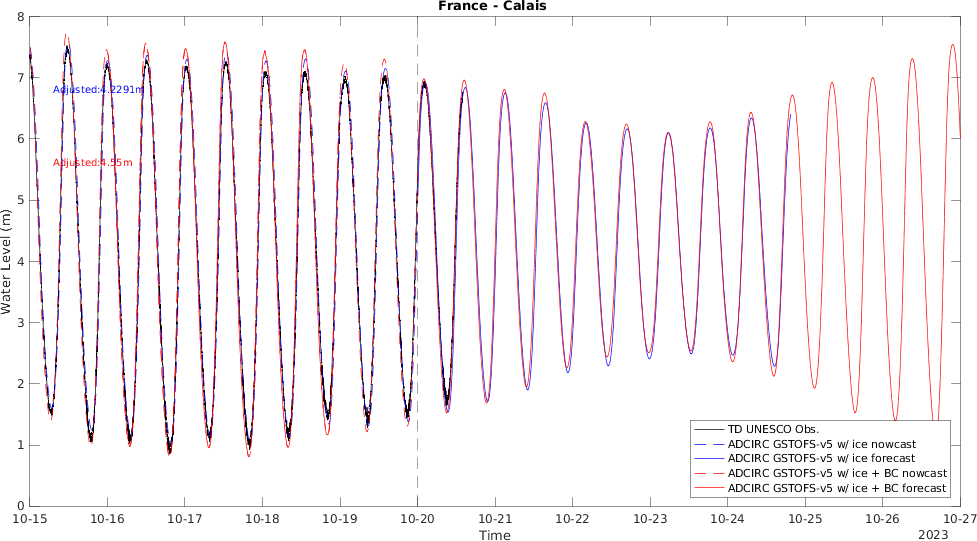 France - Calais
8
7
6
5
4
3
2
1
0
Water Level (m)
Adjusted:4.2291m
Adjusted:4.55m
TD UNESCO Obs.
ADCIRC GSTOFS-v5 w/ ice nowcast
ADCIRC GSTOFS-v5 w/ ice forecast
ADCIRC GSTOFS-v5 w/ ice + BC nowcast
ADCIRC GSTOFS-v5 w/ ice + BC forecast
10-15 10-16 10-17 10-18 10-19 10-20 10-21 10-22 10-23 10-24 10-25 10-26 10-27
Time
2023